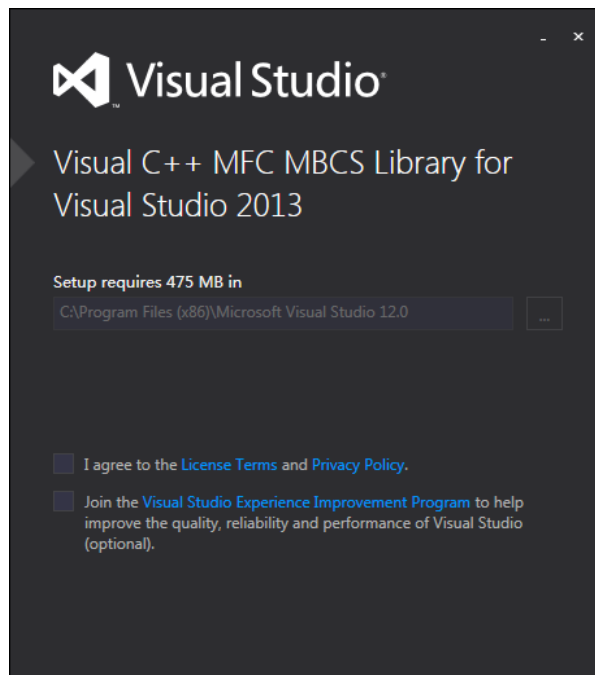 Visual Studio®
™
Visual C++ MFC MBCS Library for
Visual Studio 2013
Setup requires 475 MB in
C:\Program Files (x86)\Microsoft Visual Studio 12.0
...
I agree to the License Terms and Privacy Policy.
Join the Visual Studio Experience Improvement Program to help
improve the quality, reliability and performance of Visual Studio
(optional).